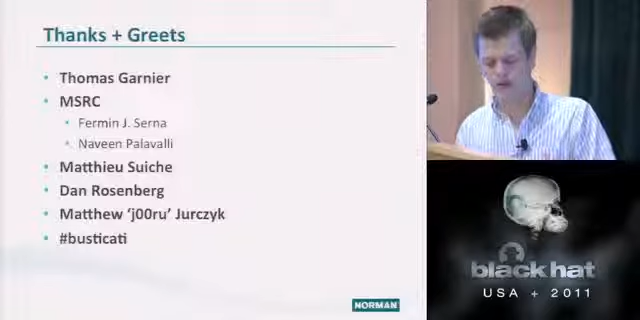 Thanks + Greets
Thomas Garnier
MSRC
Fermin J. Serna
Naveen Palavalli
Matthieu Suiche
Dan Rosenberg
Matthew ‘j00ru’ Jurczyk
#busticati
NORMAN
black hat
USA + 2011